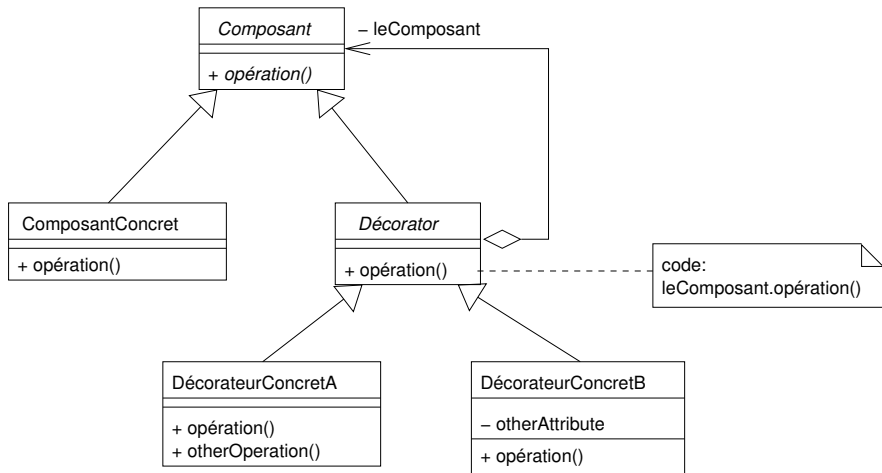 Composant
– leComposant
+ opération()
ComposantConcret
+ opération()
Décorator
+ opération()
code:
leComposant.opération()
DécorateurConcretA
+ opération()
+ otherOperation()
DécorateurConcretB
– otherAttribute
+ opération()